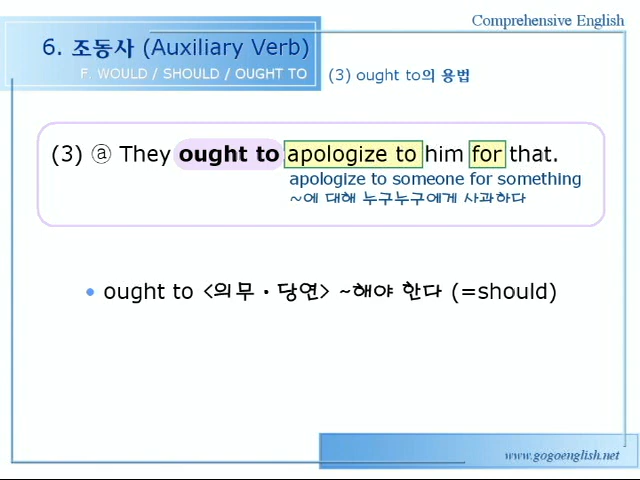 Comprehensive English
6. 조동사 (Auxiliary Verb)
F. WOULD / SHOULD / OUGHT TO
(3) ought to의 용법
(3) ⓐ They ought to apologize to him for that.
apologize to someone for something
~에 대해 누구누구에게 사과하다
• ought to <의무・당연> ~해야 한다 (=should)
www.gogoenglish.net